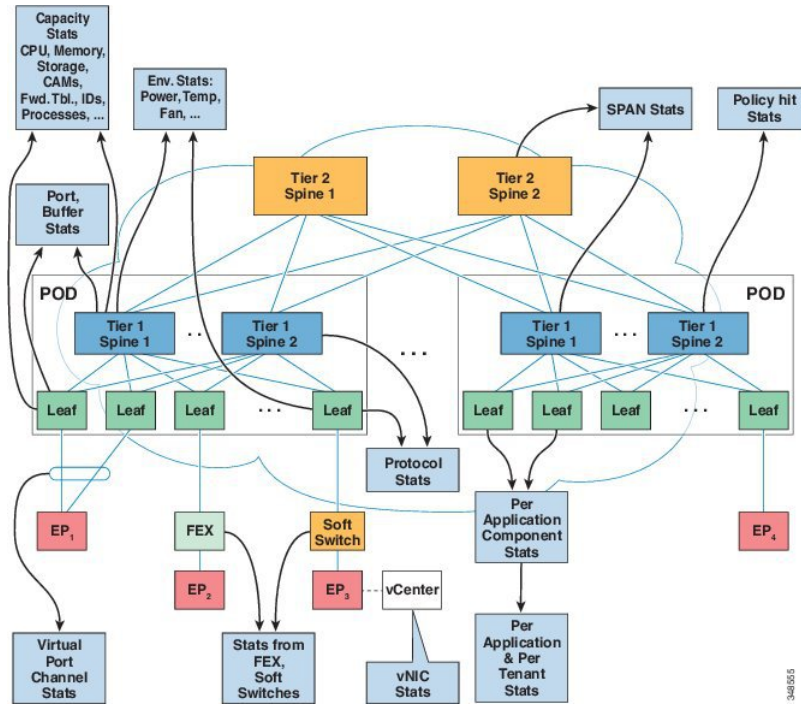 Capacity
Stats
CPU, Memory,
Storage,
CAMs,
Fwd. Tbl., IDs,
Processes, ...
Env. Stats:
Power, Temp,
Fan, ...
SPAN Stats
Policy hit
Stats
Port,
Buffer
Stats
Tier 2
Spine 1
Tier 2
Spine 2
POD
POD
Tier 1
Spine 1
...
Tier 1
Spine 2
...
Tier 1
Spine 1
...
Tier 1
Spine 2
Leaf
Leaf
Leaf
...
Leaf
Leaf
Leaf
Leaf
...
Leaf
Protocol
Stats
EP1
FEX
Soft
Switch
Per
Application
Component
Stats
EP4
EP2
EP3
vCenter
Virtual
Port
Channel
Stats
Stats from
FEX,
Soft
Switches
vNIC
Stats
Per
Application
& Per
Tenant
Stats
348555